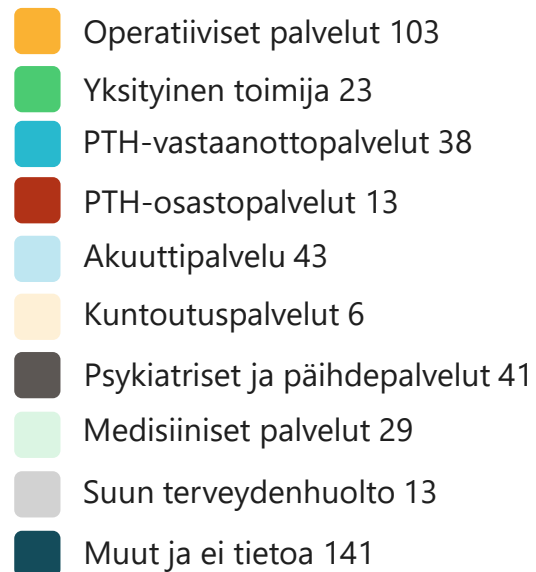 Operatiiviset palvelut 103
Yksityinen toimija 23
PTH-vastaanottopalvelut 38
PTH-osastopalvelut 13
Akuuttipalvelu 43
Kuntoutuspalvelut 6
Psykiatriset ja päihdepalvelut 41
Medisiiniset palvelut 29
Suun terveydenhuolto 13
Muut ja ei tietoa 141